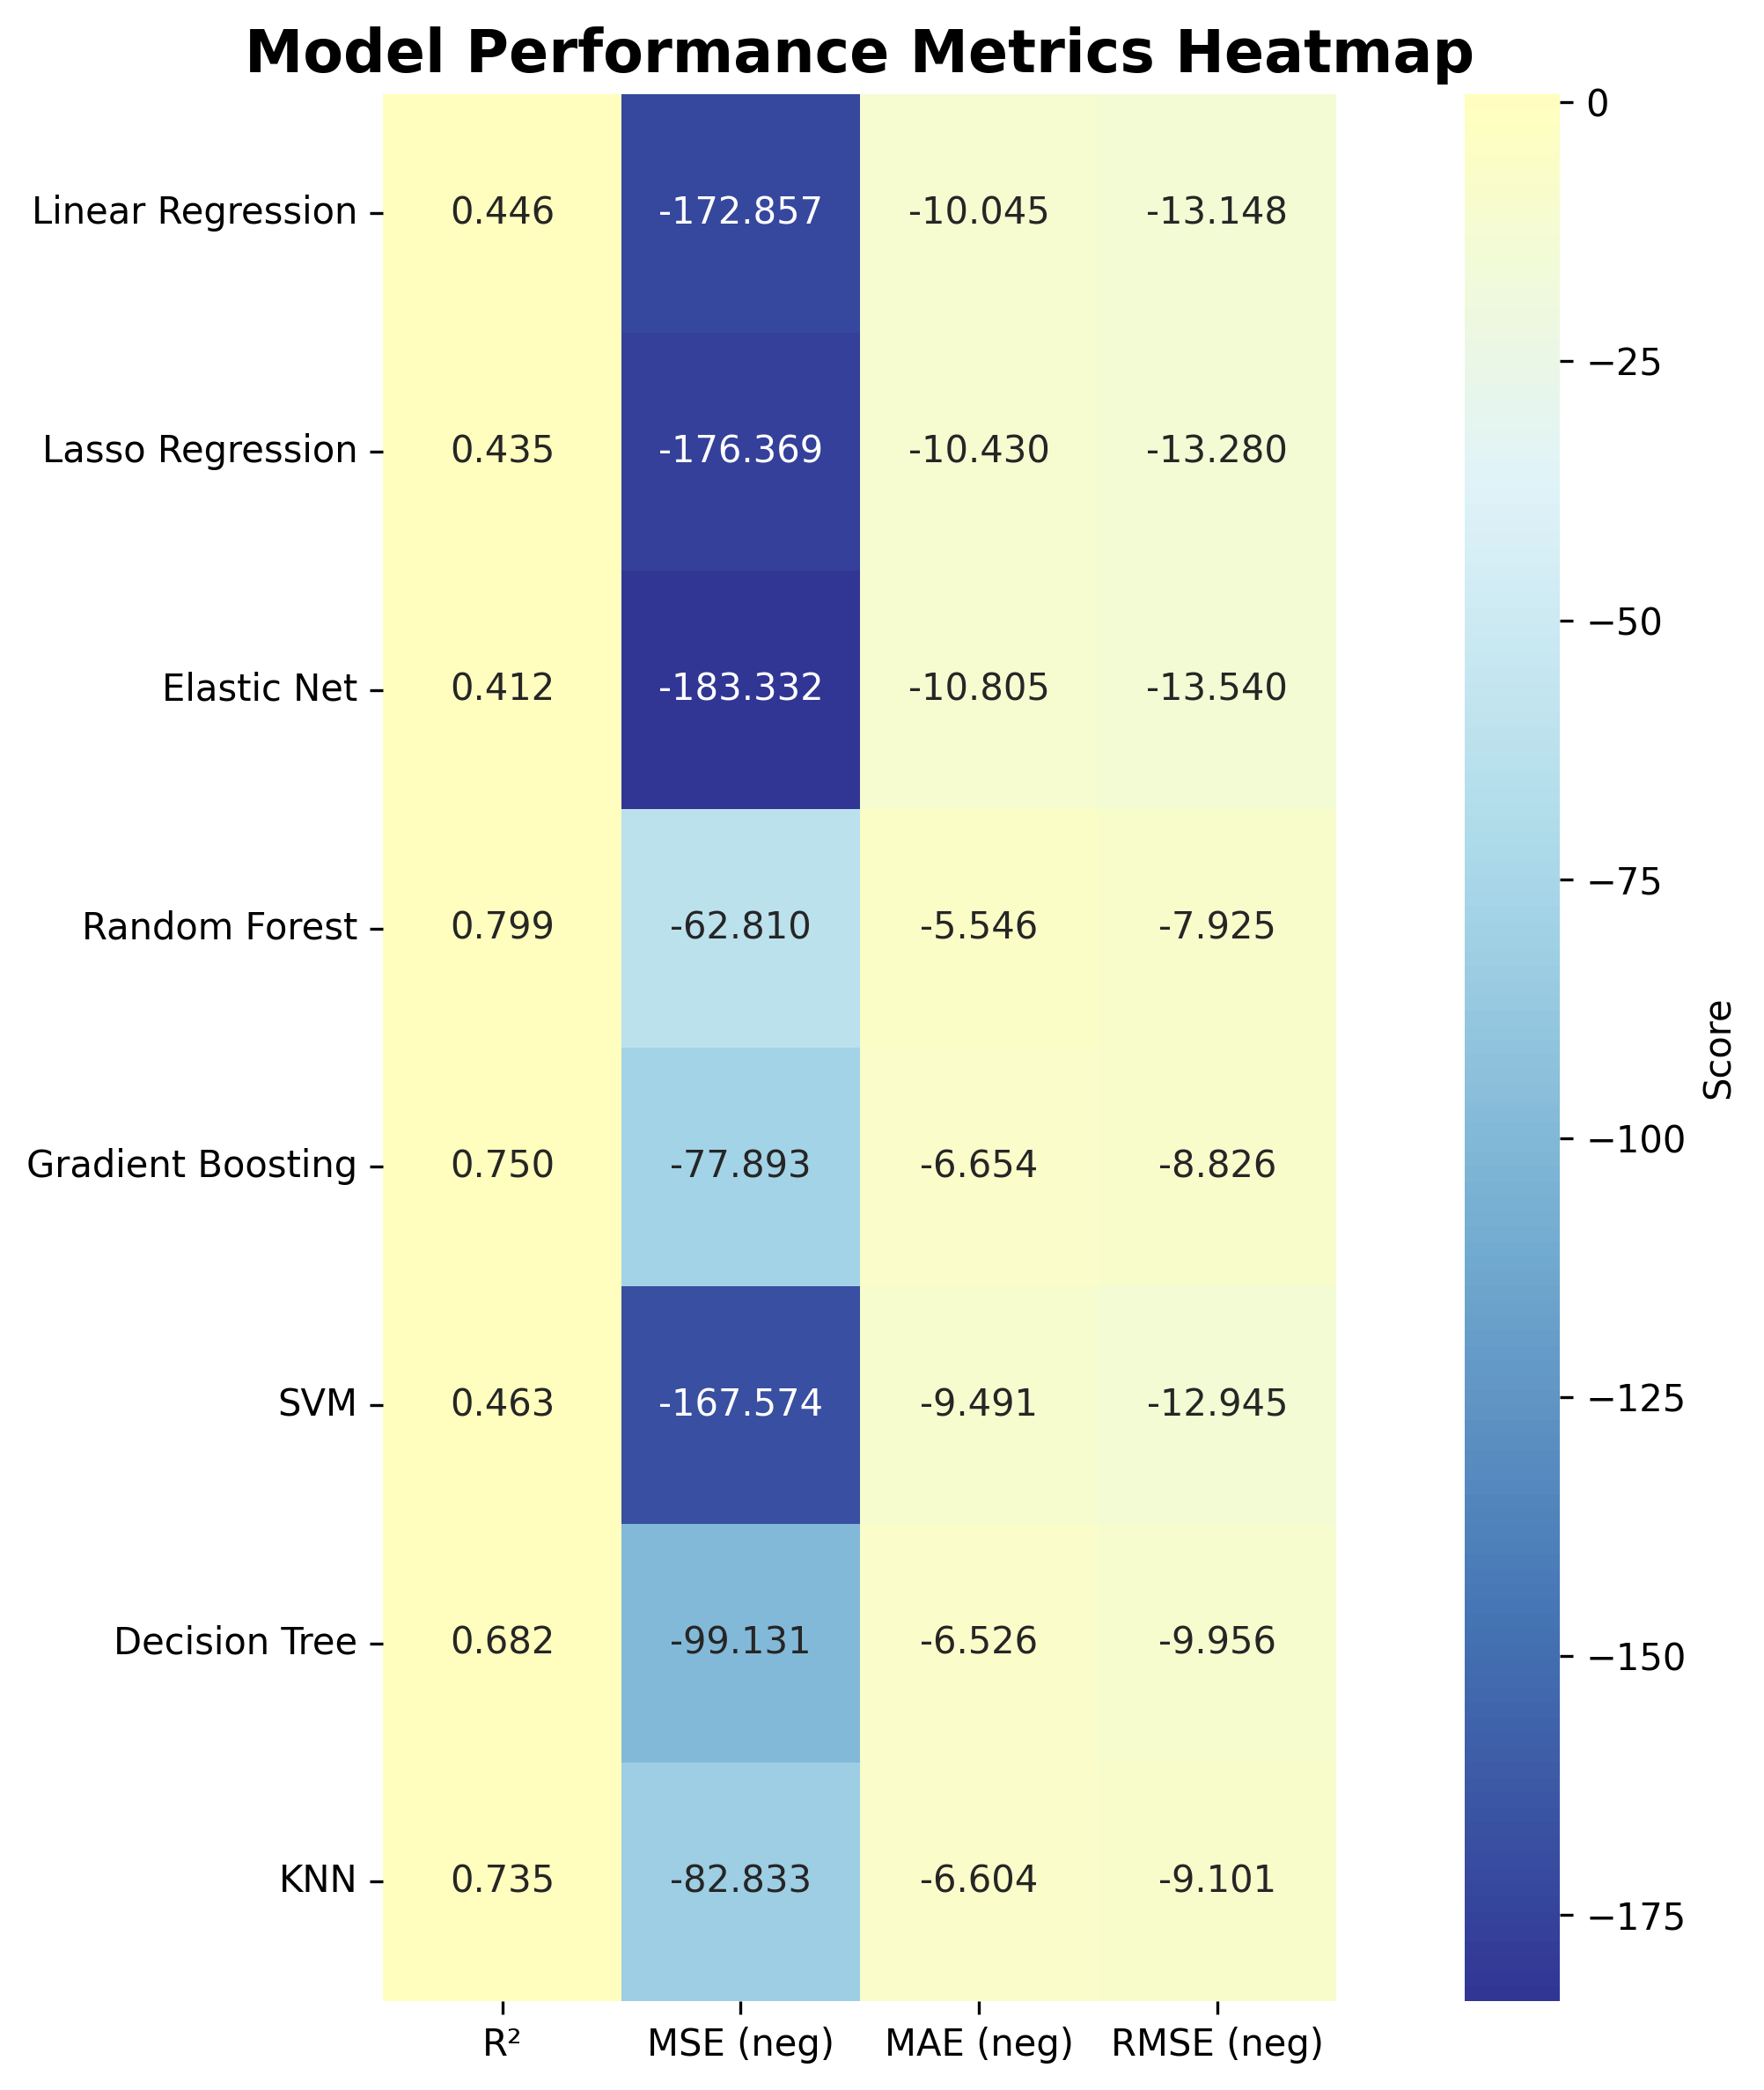 Model Performance Metrics Heatmap
Linear Regression 0.446 -172.857 -10.045 -13.148
Lasso Regression 0.435 -176.369 -10.430 -13.280
Elastic Net 0.412 -183.332 -10.805 -13.540
Random Forest 0.799 -62.810 -5.546 -7.925
Gradient Boosting 0.750 -77.893 -6.654 -8.826
SVM 0.463 -167.574 -9.491 -12.945
Decision Tree 0.682 -99.131 -6.526 -9.956
KNN 0.735 -82.833 -6.604 -9.101
R² MSE (neg) MAE (neg) RMSE (neg)
0
−25
−50
−75
−100
−125
−150
−175
Score